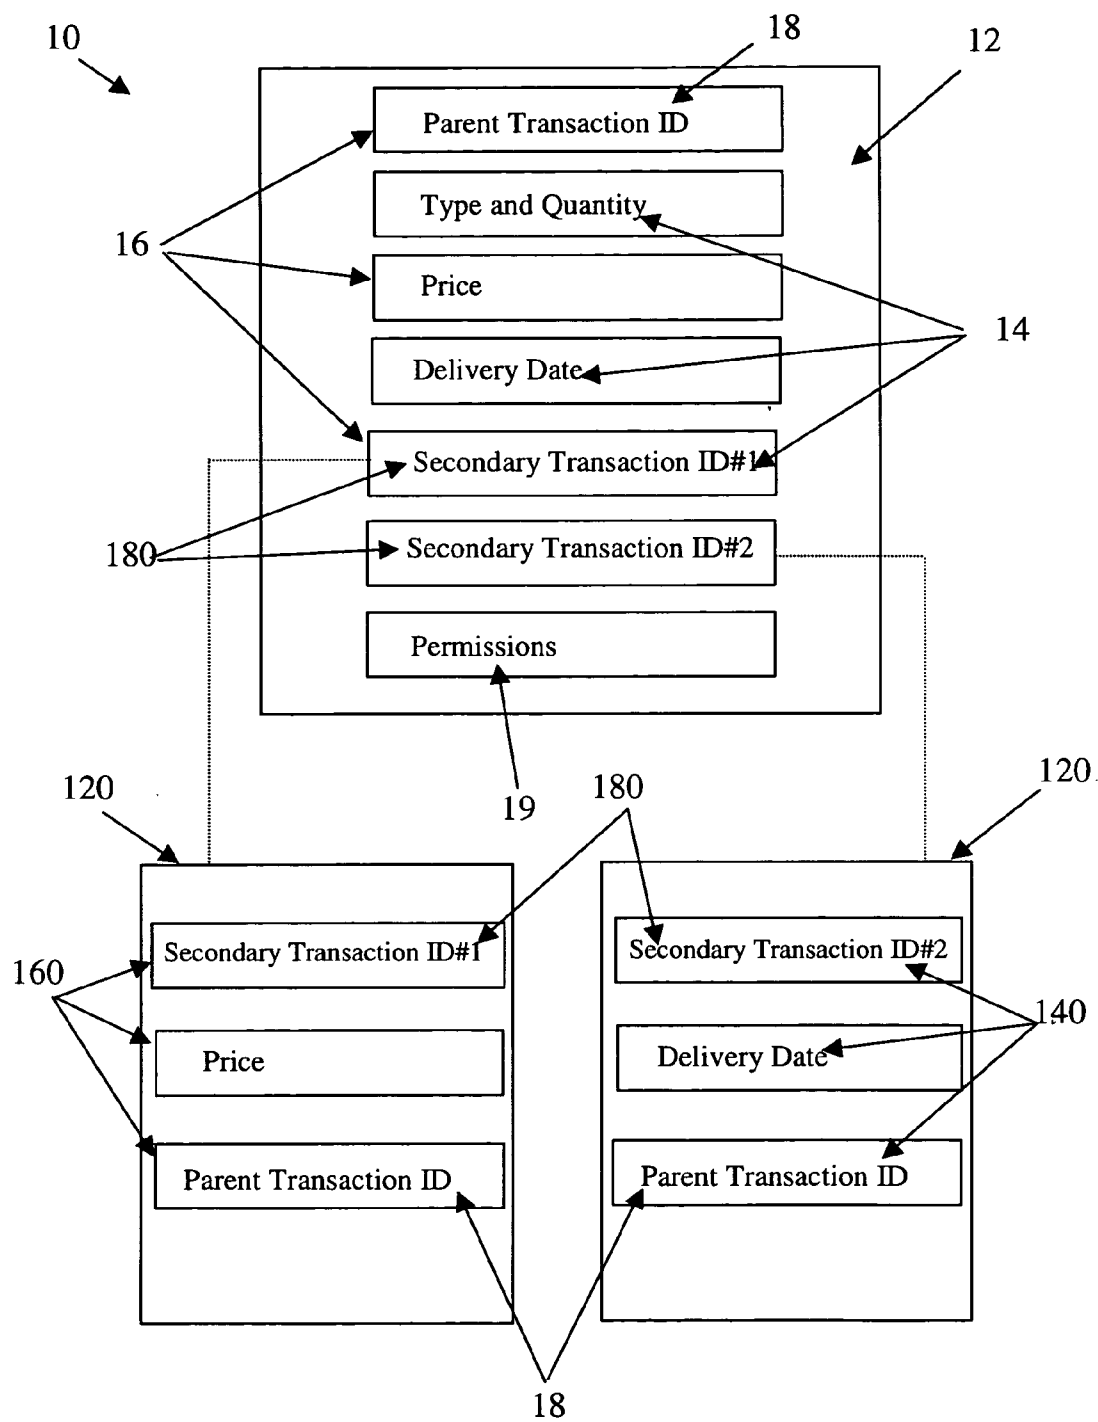 10
18
12
Parent Transaction ID
Type and Quantity
16
Price
14
Delivery Date
Secondary Transaction ID#1
180
Secondary Transaction ID#2
Permissions
120
19
180
120
Secondary Transaction ID#1
Secondary Transaction ID#2
160
140
Price
Delivery Date
Parent Transaction ID
Parent Transaction ID
18